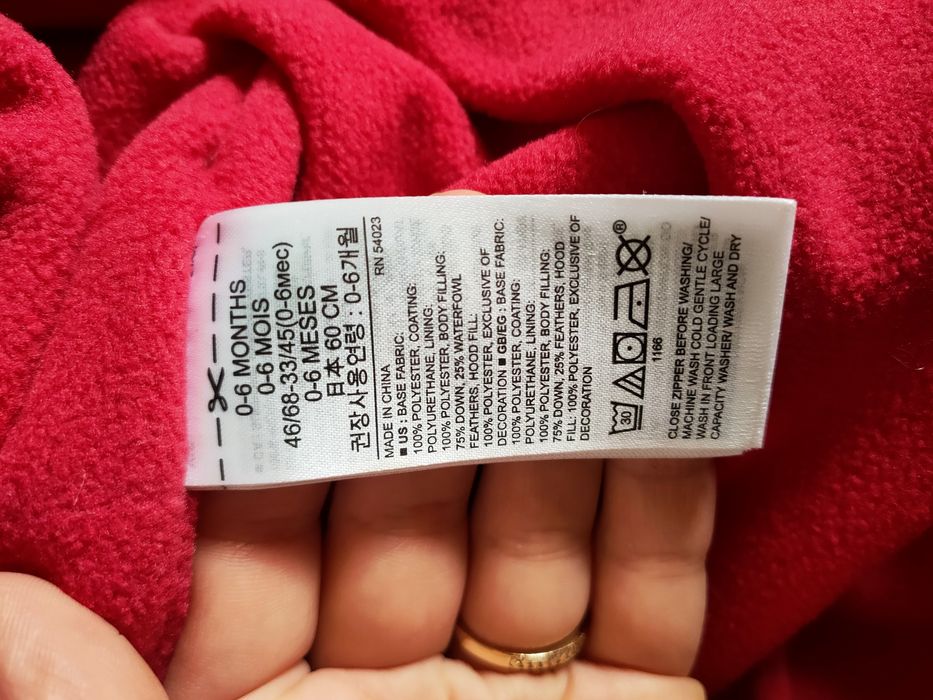 0-6 MONTHS
0-6 MOIS
46/68-33/45(0-6мес)
0-6 MESES
日本 60 CM
권장사용연령 : 0-6개월
RN 54023
MADE IN CHINA
■ US : BASE FABRIC:
100% POLYESTER, COATING:
POLYURETHANE, LINING:
100% POLYESTER, BODY FILLING:
75% DOWN, 25% WATERFOWL
FEATHERS, HOOD FILL:
100% POLYESTER, EXCLUSIVE OF
DECORATION ■ GB/EG: BASE FABRIC:
100% POLYESTER, COATING:
POLYURETHANE, LINING:
100% POLYESTER, BODY FILLING:
75% DOWN, 25% FEATHERS, HOOD
FILL: 100% POLYESTER, EXCLUSIVE OF
DECORATION
30
®
1166
CLOSE ZIPPER BEFORE WASHING/
MACHINE WASH COLD GENTLE CYCLE/
WASH IN FRONT LOADING LARGE
CAPACITY WASHER/ WASH AND DRY